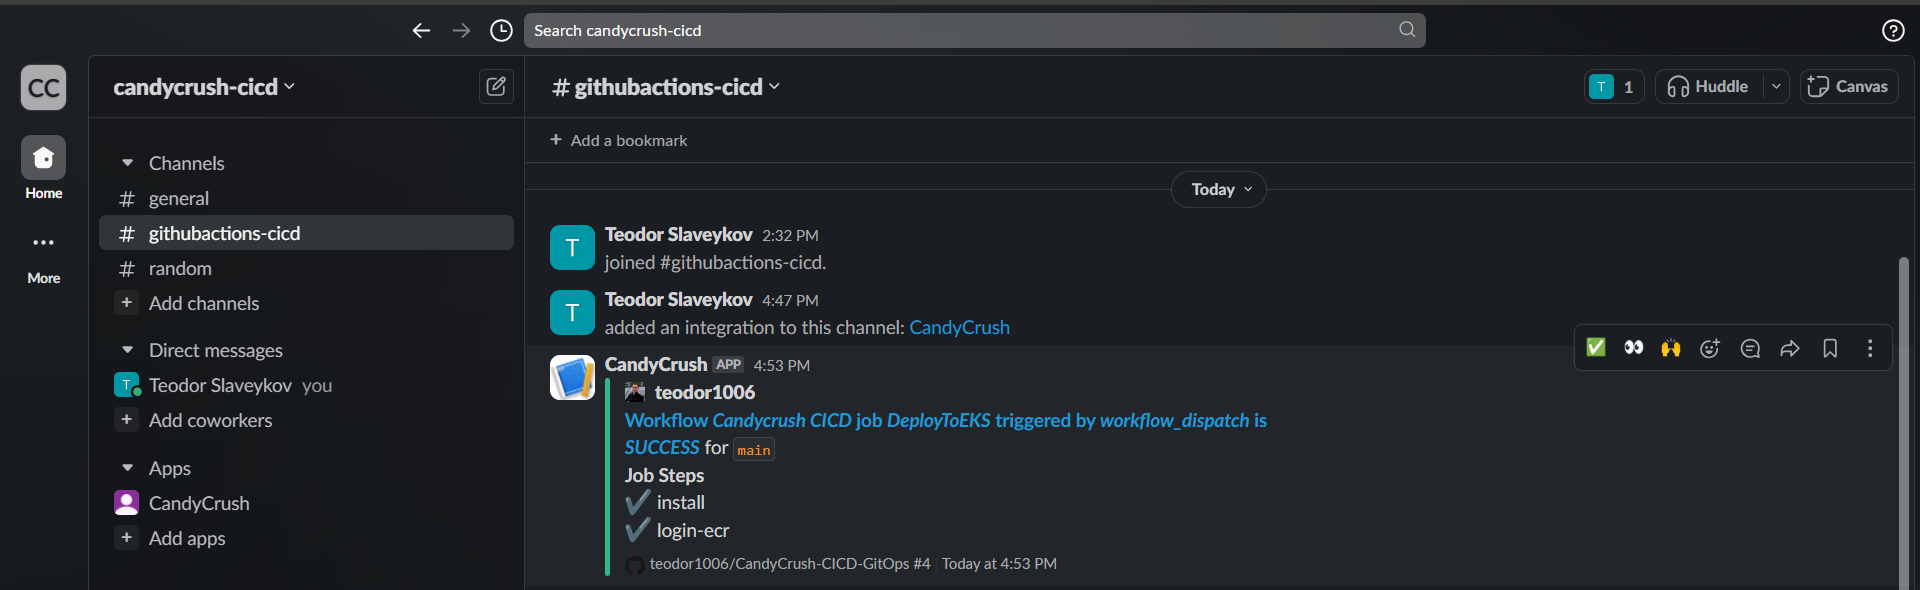 Search candycrush-cicd
CC
Home
More
candycrush-cicd
Channels
# general
# githubactions-cicd
# random
+ Add channels
Direct messages
T Teodor Slaveykov you
+ Add coworkers
Apps
CandyCrush
+ Add apps
# githubactions-cicd
T 1
Huddle
Canvas
+ Add a bookmark
Today
T
Teodor Slaveykov 2:32 PM
joined #githubactions-cicd.
T
Teodor Slaveykov 4:47 PM
added an integration to this channel: CandyCrush
CandyCrush APP 4:53 PM
teodor1006
Workflow Candycrush CICD job DeployToEKS triggered by workflow_dispatch is
SUCCESS for main
Job Steps
✔ install
✔ login-ecr
teodor1006/CandyCrush-CICD-GitOps #4 | Today at 4:53 PM